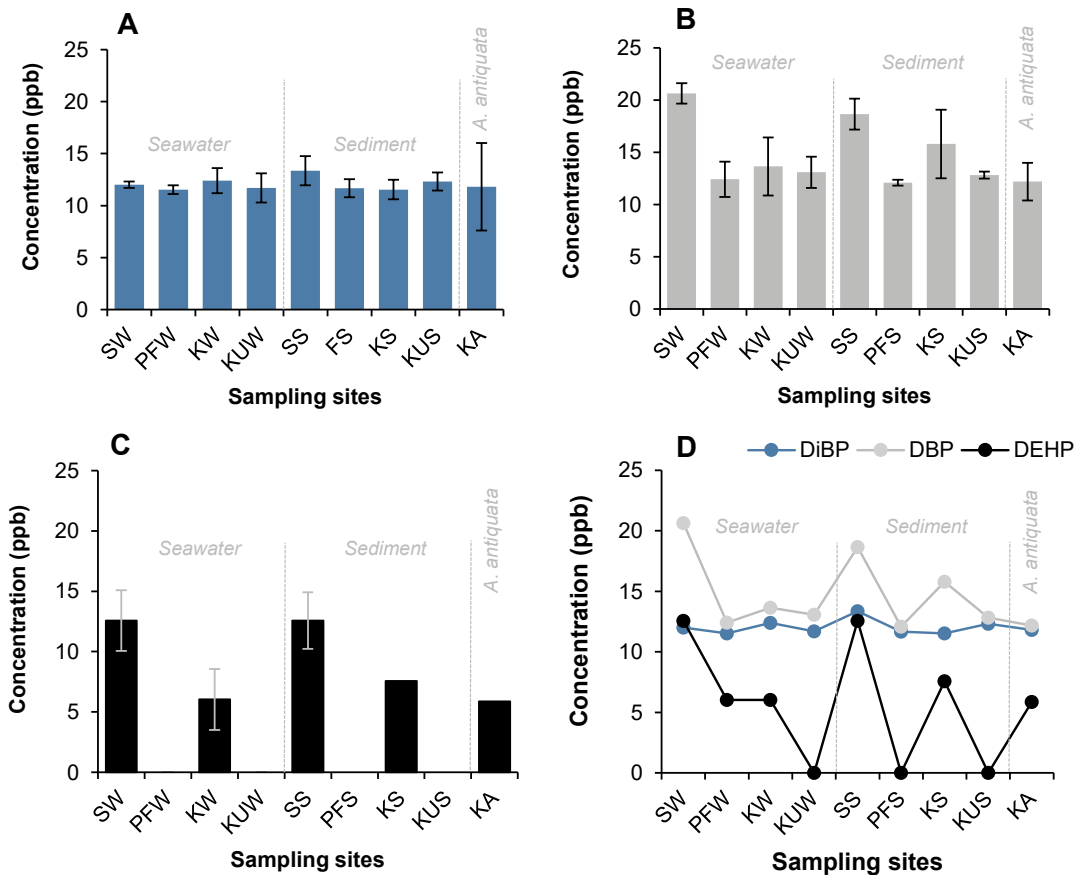 A
Concentration (ppb)
25
20
15
10
5
0
Seawater
Sediment
A. antiquata
SW
PFW
KW
KUW
SS
FS
KS
KUS
KA
Sampling sites
B
Concentration (ppb)
25
20
15
10
5
0
Seawater
Sediment
A. antiquata
SW
PFW
KW
KUW
SS
PFS
KS
KUS
KA
Sampling sites
C
Concentration (ppb)
25
20
15
10
5
0
Seawater
Sediment
A. antiquata
SW
PFW
KW
KUW
SS
PFS
KS
KUS
KA
Sampling sites
D
DiBP
DBP
DEHP
Concentration (ppb)
25
20
15
10
5
0
Seawater
Sediment
A. antiquata
SW
PFW
KW
KUW
SS
PFS
KS
KUS
KA
Sampling sites